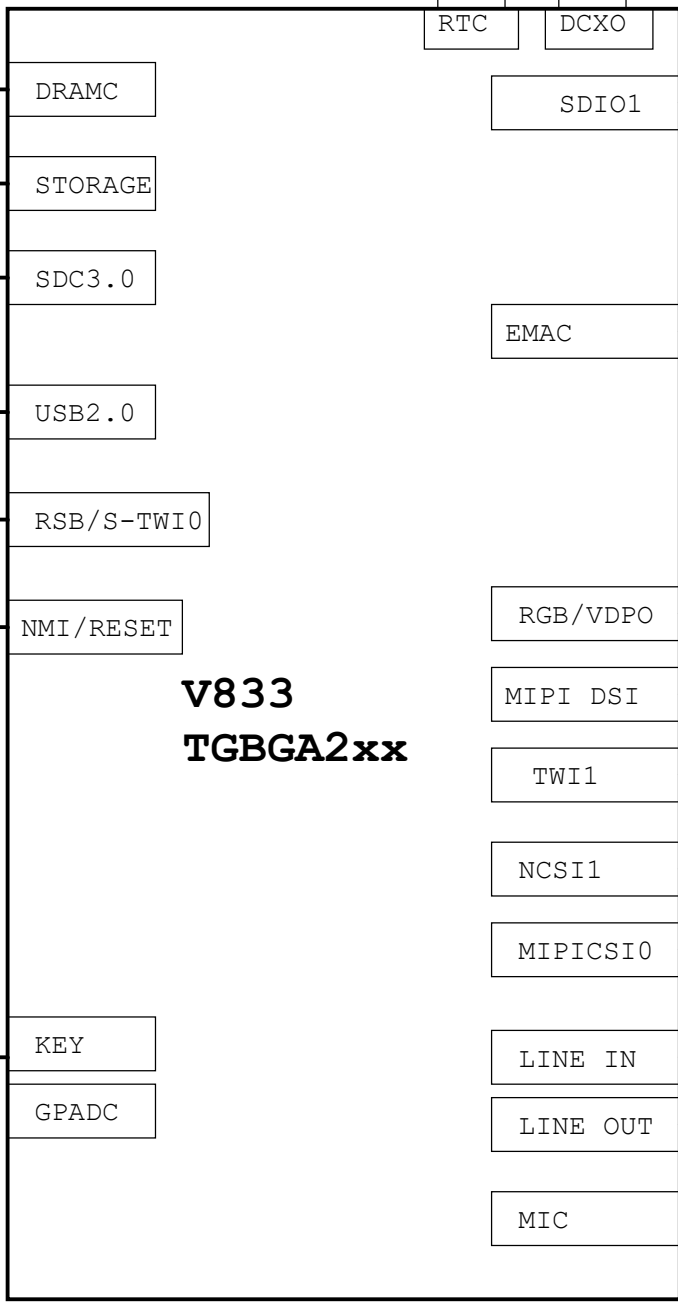 RTC
DCXO
DRAMC
SDIO1
STORAGE
SDC3.0
EMAC
USB2.0
RSB/S-TWI0
RGB/VDPO
NMI/RESET
V833
TGBGA2xx
MIPI DSI
TWI1
NCSI1
MIPICSI0
KEY
LINE IN
GPADC
LINE OUT
MIC